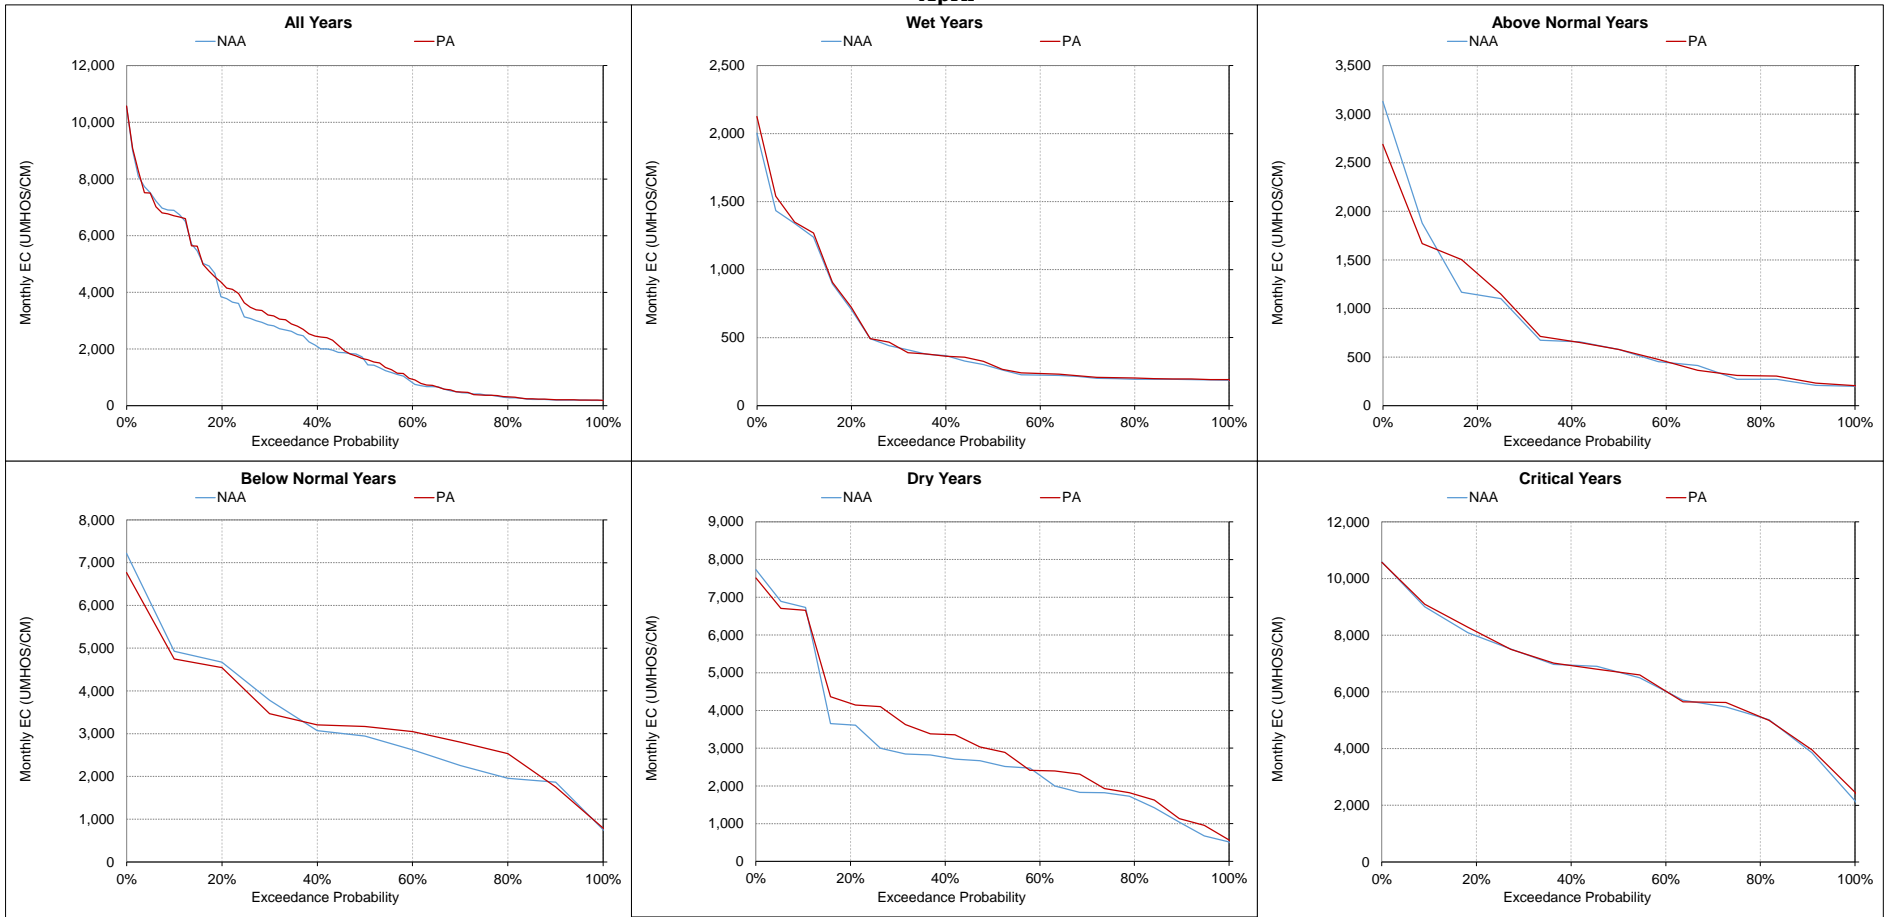 All Years
NAA PA
12,000
10,000
8,000
6,000
4,000
2,000
0
0% 20% 40% 60% 80% 100%
Monthly EC (UMHOS/CM)
Exceedance Probability
Wet Years
NAA PA
2,500
2,000
1,500
1,000
500
0
0% 20% 40% 60% 80% 100%
Monthly EC (UMHOS/CM)
Exceedance Probability
Above Normal Years
NAA PA
3,500
3,000
2,500
2,000
1,500
1,000
500
0
0% 20% 40% 60% 80% 100%
Monthly EC (UMHOS/CM)
Exceedance Probability
Below Normal Years
NAA PA
8,000
7,000
6,000
5,000
4,000
3,000
2,000
1,000
0
0% 20% 40% 60% 80% 100%
Monthly EC (UMHOS/CM)
Exceedance Probability
Dry Years
NAA PA
9,000
8,000
7,000
6,000
5,000
4,000
3,000
2,000
1,000
0
0% 20% 40% 60% 80% 100%
Monthly EC (UMHOS/CM)
Exceedance Probability
Critical Years
NAA PA
12,000
10,000
8,000
6,000
4,000
2,000
0
0% 20% 40% 60% 80% 100%
Monthly EC (UMHOS/CM)
Exceedance Probability